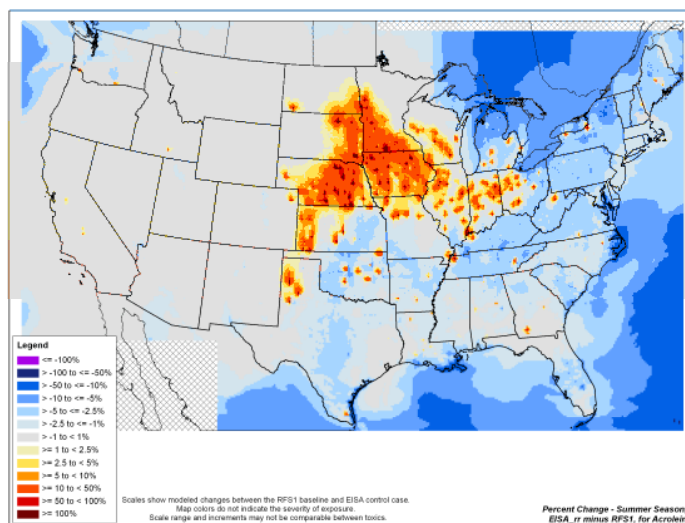 Legend
<= -100%
> -100 to <= -50%
> -50 to <= -10%
> -10 to <= -5%
> -5 to <= -2.5%
> -2.5 to <= -1%
> -1 to < 1%
>= 1 to < 2.5%
>= 2.5 to < 5%
>= 5 to < 10%
>= 10 to < 50%
>= 50 to < 100%
>= 100%
Scales show modeled changes between the RFS1 baseline and EISA control case.
Map colors do not indicate the severity of exposure.
Scale range and increments may not be comparable between toxics.
Percent Change - Summer Season
EISA_rr minus RFS1, for Acrolein